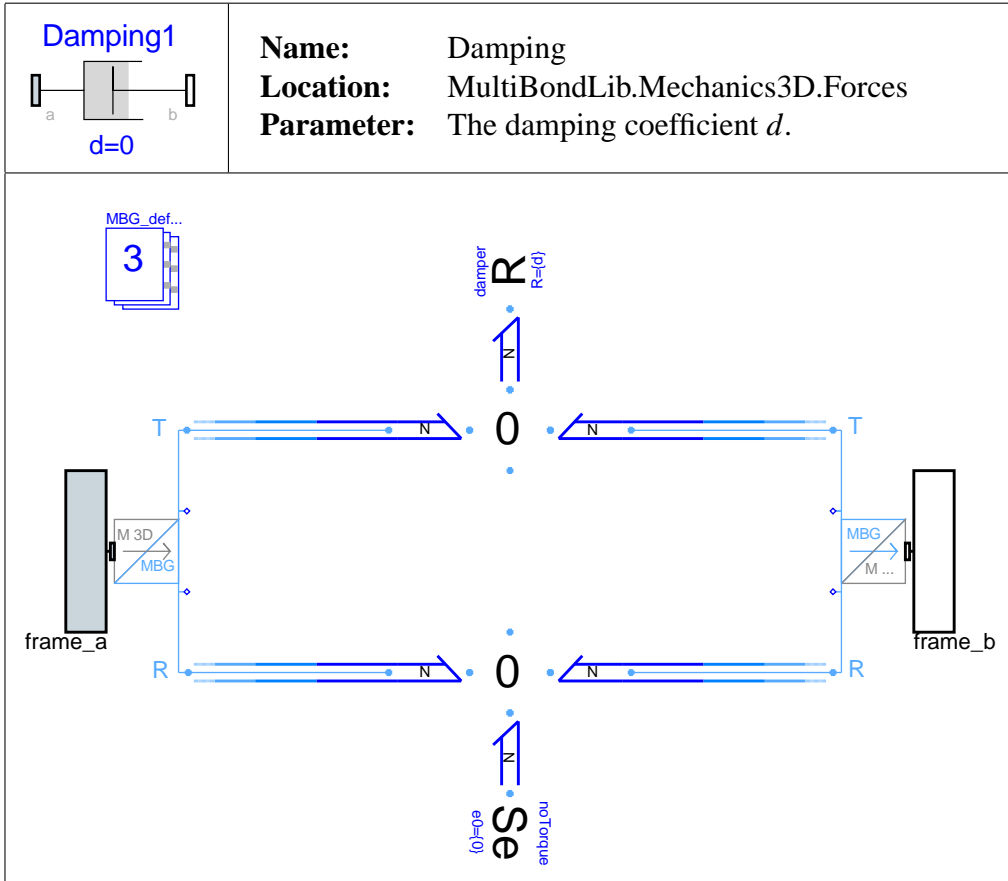 Damping1
a
b
d=0
Name: Damping
Location: MultiBondLib.Mechanics3D.Forces
Parameter: The damping coefficient d.
MBG_def...
3
damper
R
R={d}
N
T
N
0
N
T
M 3D
MBG
MBG
M ...
frame_a
frame_b
R
N
0
N
R
N
e0={0}
Se
noTorque